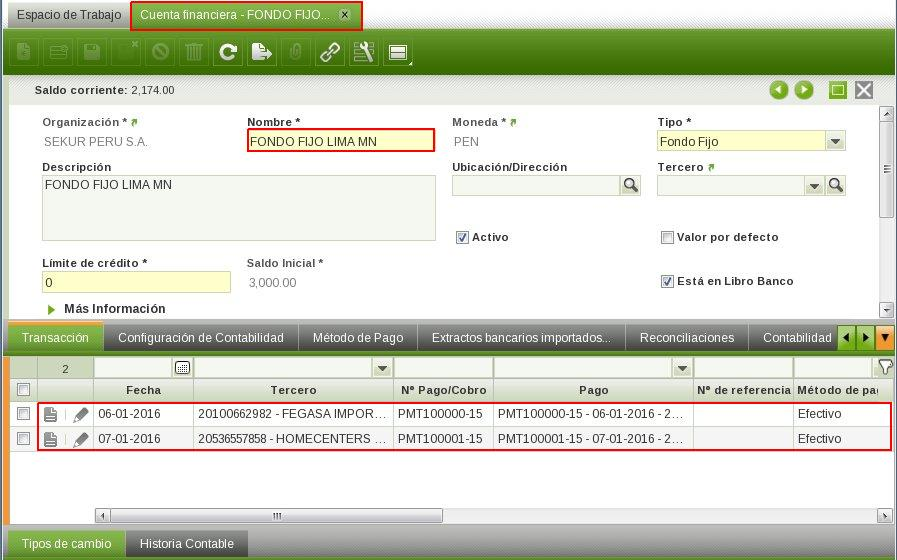 Espacio de Trabajo
Cuenta financiera - FONDO FIJO...
Saldo corriente: 2,174.00
Organización * Nombre * Moneda * Tipo *
SEKUR PERU S.A. FONDO FIJO LIMA MN PEN Fondo Fijo
Descripción Ubicación/Dirección Tercero
FONDO FIJO LIMA MN
Activo Valor por defecto
Límite de crédito * Saldo Inicial *
0 3,000.00 Está en Libro Banco
Más Información
Transacción Configuración de Contabilidad Método de Pago Extractos bancarios importados... Reconciliaciones Contabilidad
2
Fecha Tercero Nº Pago/Cobro Pago Nº de referencia Método de pag
06-01-2016 20100662982 - FEGASA IMPOR... PMT100000-15 PMT100000-15 - 06-01-2016 - 2... Efectivo
07-01-2016 20536557858 - HOMECENTERS ... PMT100001-15 PMT100001-15 - 07-01-2016 - 2... Efectivo
Tipos de cambio Historia Contable